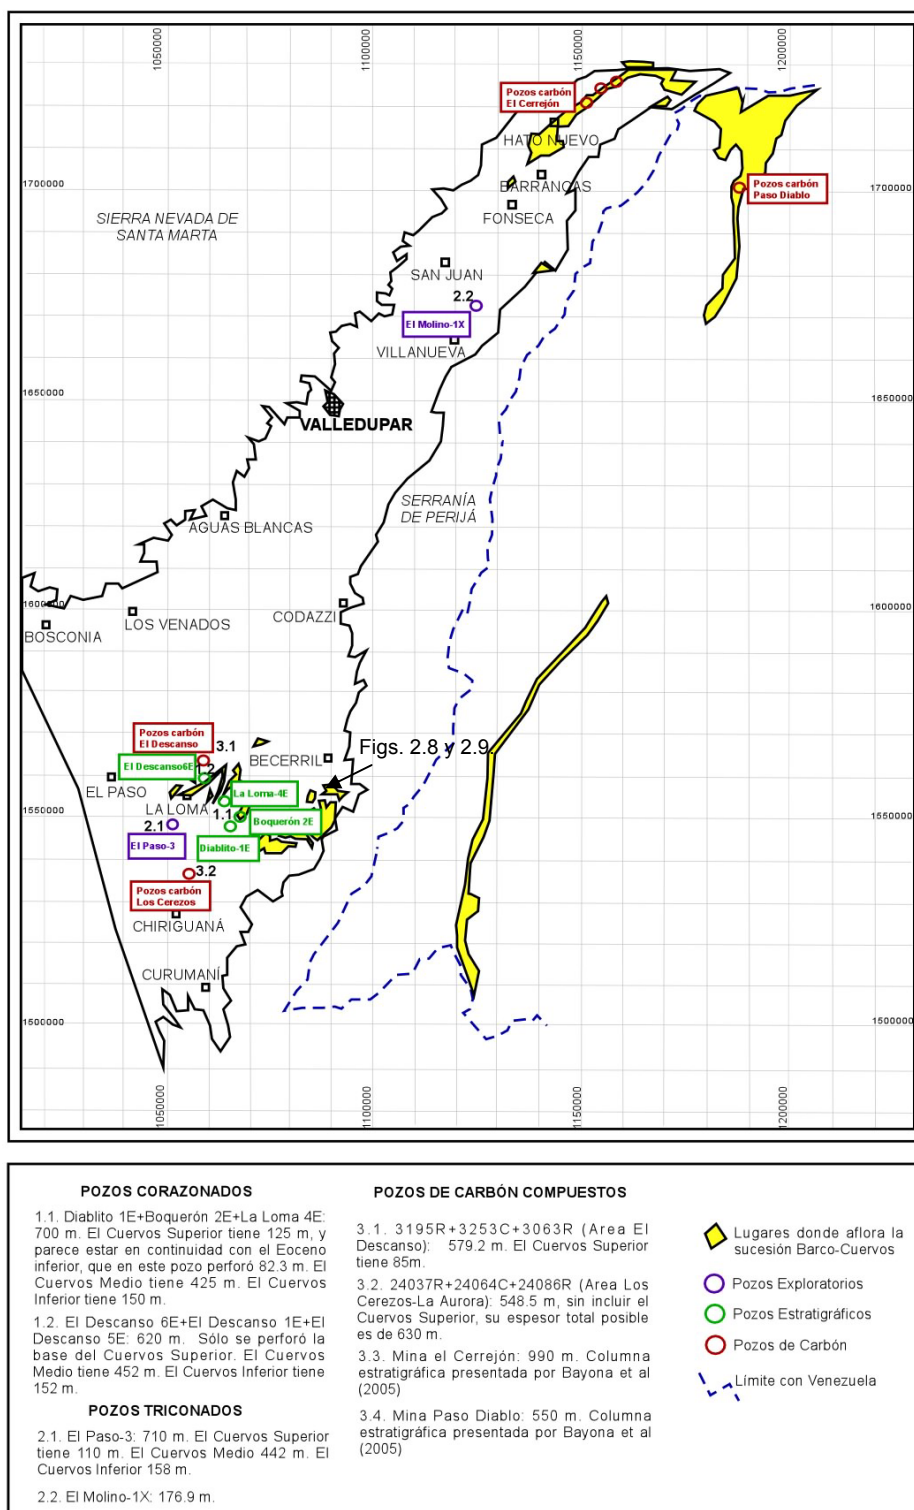 1050000
1100000
1150000
1200000
Pozos carbón
El Cerrejón
HATO NUEVO
1700000
BARRANCAS
Pozos carbón
Paso Diablo
1700000
FONSECA
SIERRA NEVADA DE
SANTA MARTA
SAN JUAN
2.2
El Molino-1X
VILLANUEVA
1650000
1650000
VALLEDUPAR
SERRANÍA
DE PERIJÁ
AGUAS BLANCAS
1600000
1600000
BOSCONIA
LOS VENADOS
CODAZZI
Pozos carbón
El Descanso
3.1
Figs. 2.8 y 2.9.
BECERRIL
El Descanso6E
1.2
EL PASO
La Loma-4E
LA LOMA
1.1
1550000
1550000
Boquerón 2E
2.1
El Paso-3
Diablito-1E
3.2
Pozos carbón
Los Cerezos
CHIRIGUANÁ
CURUMANÍ
1500000
1500000
1050000
1100000
1150000
1200000
POZOS CORAZONADOS
1.1. Diablito 1E+Boquerón 2E+La Loma 4E:
700 m. El Cuervos Superior tiene 125 m, y
parece estar en continuidad con el Eoceno
inferior, que en este pozo perforó 82.3 m. El
Cuervos Medio tiene 425 m. El Cuervos
Inferior tiene 150 m.
1.2. El Descanso 6E+El Descanso 1E+El
Descanso 5E: 620 m. Sólo se perforó la
base del Cuervos Superior. El Cuervos
Medio tiene 452 m. El Cuervos Inferior tiene
152 m.
POZOS TRICONADOS
2.1. El Paso-3: 710 m. El Cuervos Superior
tiene 110 m. El Cuervos Medio 442 m. El
Cuervos Inferior 158 m.
2.2. El Molino-1X: 176.9 m.
POZOS DE CARBÓN COMPUESTOS
3.1. 3195R+3253C+3063R (Area El
Descanso): 579.2 m. El Cuervos Superior
tiene 85m.
3.2. 24037R+24064C+24086R (Area Los
Cerezos-La Aurora): 548.5 m, sin incluir el
Cuervos Superior, su espesor total posible
es de 630 m.
3.3. Mina el Cerrejón: 990 m. Columna
estratigráfica presentada por Bayona et al
(2005)
3.4. Mina Paso Diablo: 550 m. Columna
estratigráfica presentada por Bayona et al
(2005)
Lugares donde aflora la
sucesión Barco-Cuervos
Pozos Exploratorios
Pozos Estratigráficos
Pozos de Carbón
Límite con Venezuela